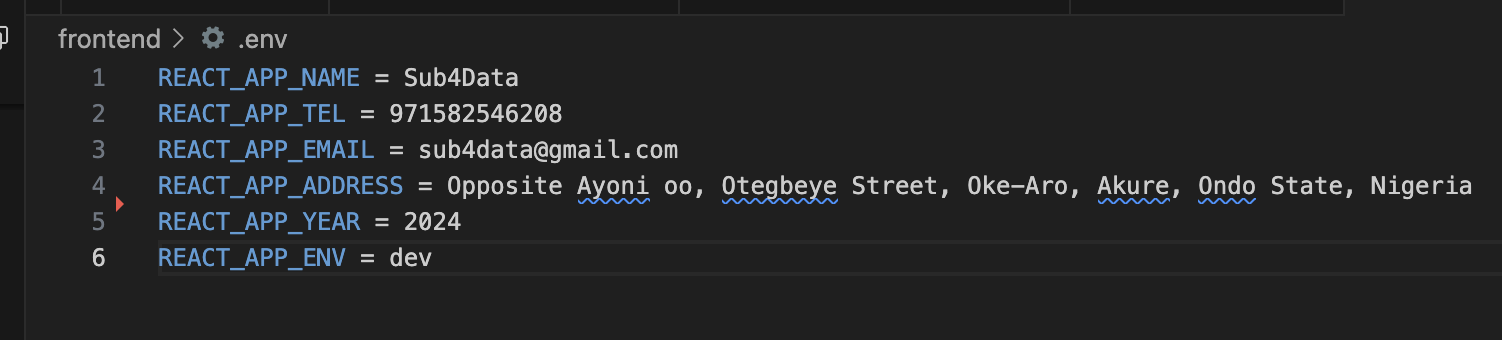 frontend > .env
1 REACT_APP_NAME = Sub4Data
2 REACT_APP_TEL = 971582546208
3 REACT_APP_EMAIL = sub4data@gmail.com
4 REACT_APP_ADDRESS = Opposite Ayoni oo, Otegbeye Street, Oke-Aro, Akure, Ondo State, Nigeria
5 REACT_APP_YEAR = 2024
6 REACT_APP_ENV = dev